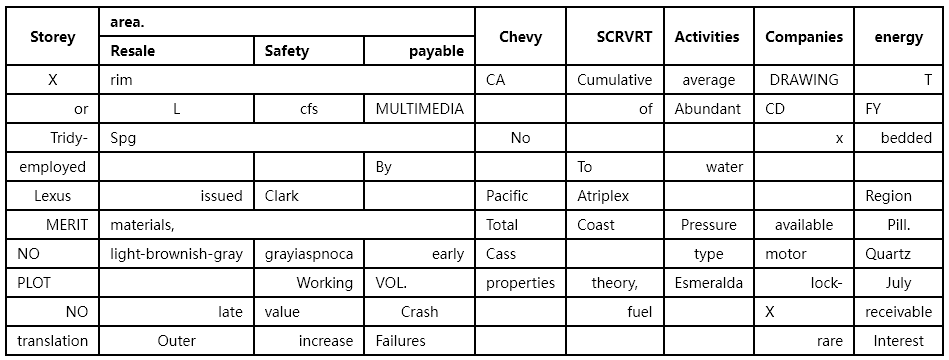 Storey area. Chevy SCRVRT Activities Companies energy
Resale Safety payable
X rim CA Cumulative average DRAWING T
or L cfs MULTIMEDIA of Abundant CD FY
Tridy- Spg No x bedded
employed By To water
Lexus issued Clark Pacific Atriplex Region
MERIT materials, Total Coast Pressure available Pill.
NO light-brownish-gray grayiaspnoca early Cass type motor Quartz
PLOT Working VOL. properties theory, Esmeralda lock- July
NO late value Crash fuel X receivable
translation Outer increase Failures rare Interest